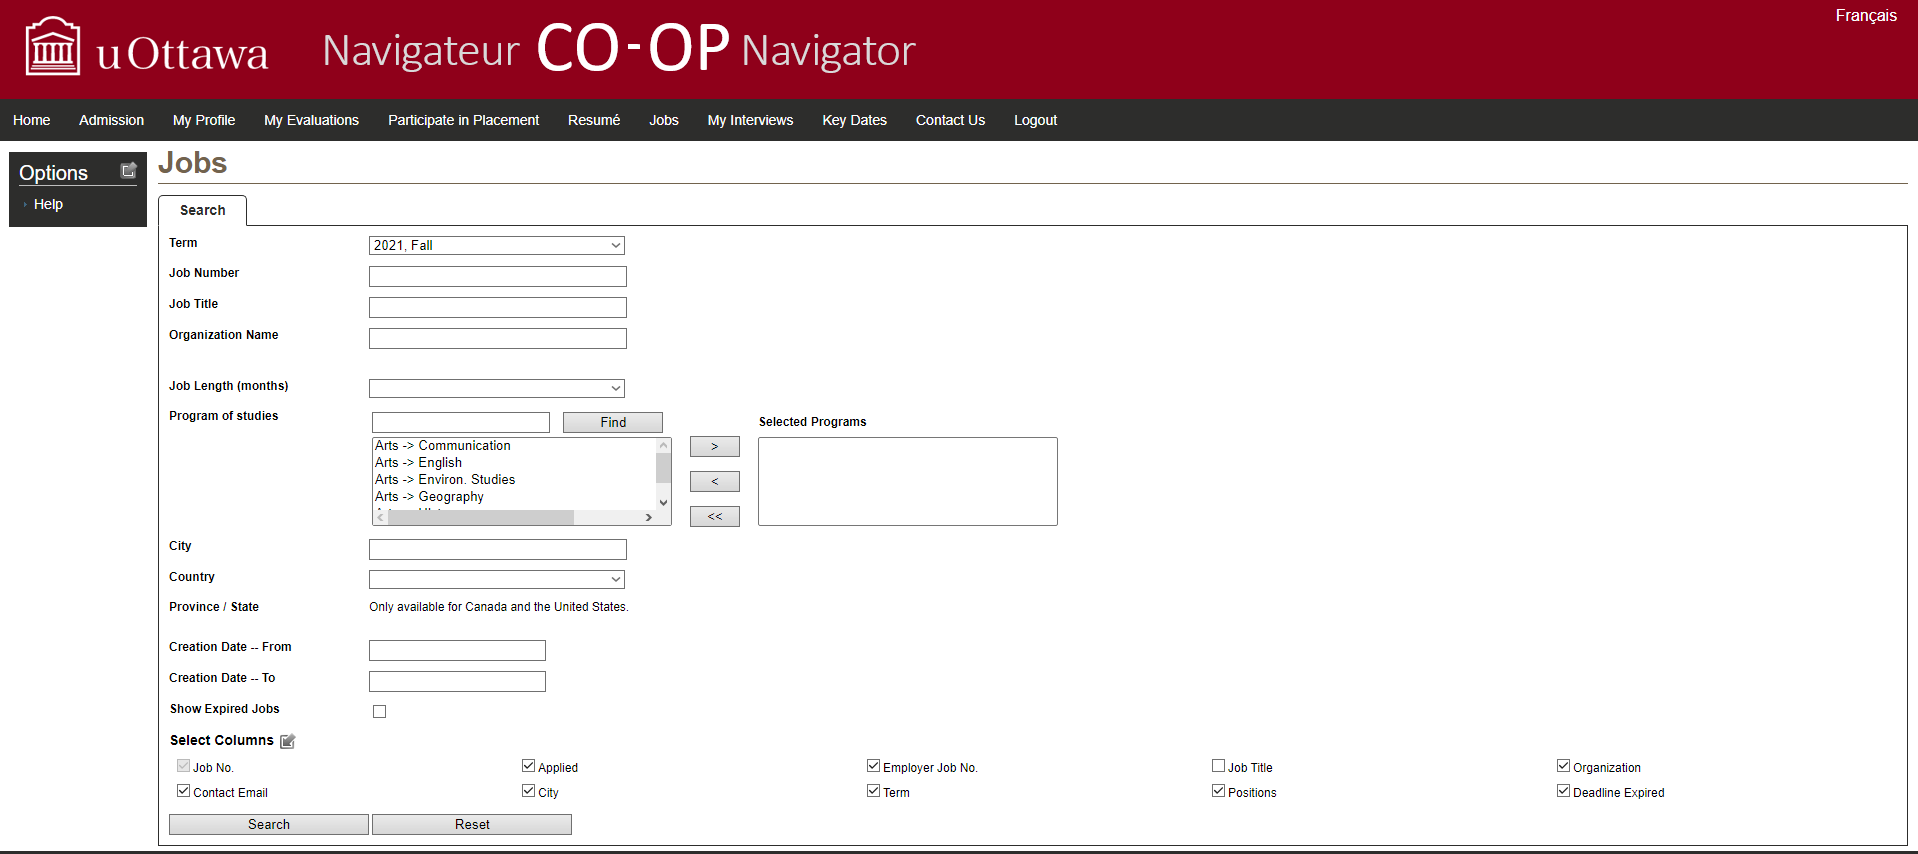 Français
uOttawa
Navigateur CO-OP Navigator
Home Admission My Profile My Evaluations Participate in Placement Resumé Jobs My Interviews Key Dates Contact Us Logout
Options
Help
Jobs
Search
Term 2021, Fall
Job Number
Job Title
Organization Name
Job Length (months)
Program of studies Find Selected Programs
Arts -> Communication >
Arts -> English
Arts -> Environ. Studies <
Arts -> Geography
<<
City
Country
Province / State Only available for Canada and the United States.
Creation Date -- From
Creation Date -- To
Show Expired Jobs
Select Columns
Job No. Applied Employer Job No. Job Title Organization
Contact Email City Term Positions Deadline Expired
Search Reset